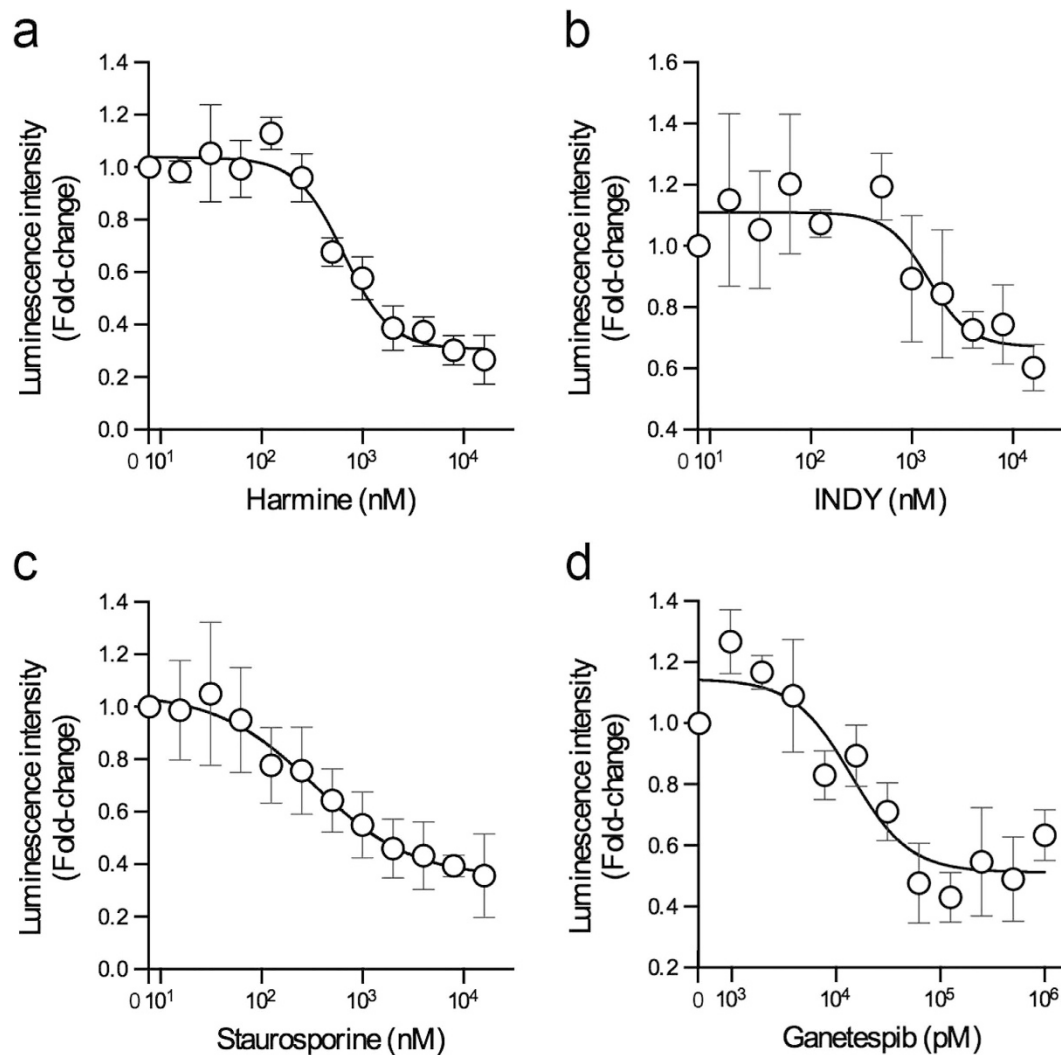 a
1.4
1.2
1.0
0.8
0.6
0.4
0.2
0.0
Luminescence intensity
(Fold-change)
0 10¹ 10² 10³ 10⁴
Harmine (nM)
b
1.6
1.4
1.2
1.0
0.8
0.6
0.4
Luminescence intensity
(Fold-change)
0 10¹ 10² 10³ 10⁴
INDY (nM)
c
1.4
1.2
1.0
0.8
0.6
0.4
0.2
0.0
Luminescence intensity
(Fold-change)
0 10¹ 10² 10³ 10⁴
Staurosporine (nM)
d
1.4
1.2
1.0
0.8
0.6
0.4
0.2
Luminescence intensity
(Fold-change)
0 10³ 10⁴ 10⁵ 10⁶
Ganetespib (pM)